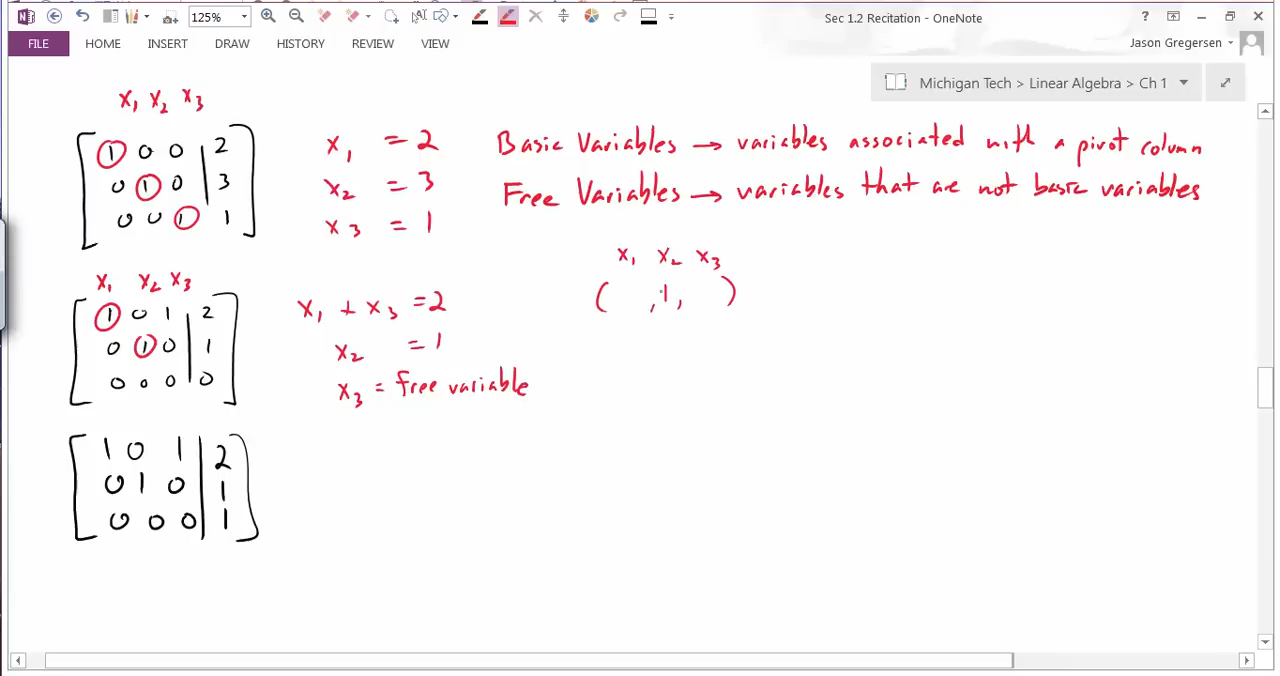 125%
Sec 1.2 Recitation - OneNote
?
FILE HOME INSERT DRAW HISTORY REVIEW VIEW
Jason Gregersen
Michigan Tech > Linear Algebra > Ch 1
x₁ x₂ x₃
1 0 0 | 2
0 1 0 | 3
0 0 1 | 1
x₁ = 2
x₂ = 3
x₃ = 1
Basic Variables → variables associated with a pivot column
Free Variables → variables that are not basic variables
x₁ x₂ x₃
( , 1, )
x₁ x₂ x₃
1 0 1 | 2
0 1 0 | 1
0 0 0 | 0
x₁ + x₃ = 2
x₂ = 1
x₃ = free variable
1 0 1 | 2
0 1 0 | 1
0 0 0 | 1